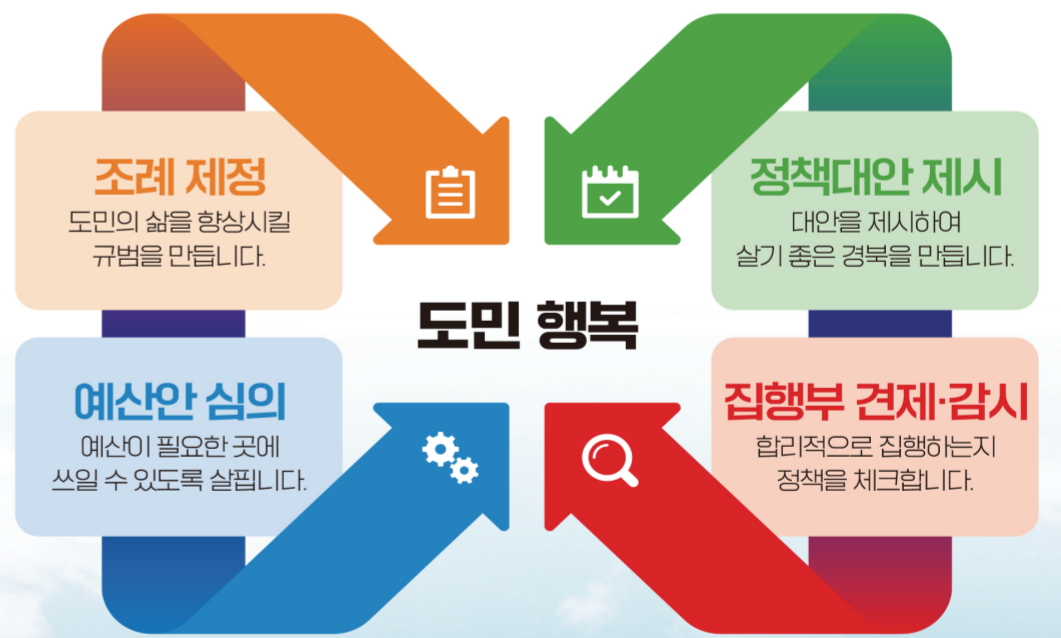 조례 제정
도민의 삶을 향상시킬
규범을 만듭니다.
정책대안 제시
대안을 제시하여
살기 좋은 경북을 만듭니다.
도민 행복
예산안 심의
예산이 필요한 곳에
쓰일 수 있도록 살핍니다.
집행부 견제·감시
합리적으로 집행하는지
정책을 체크합니다.